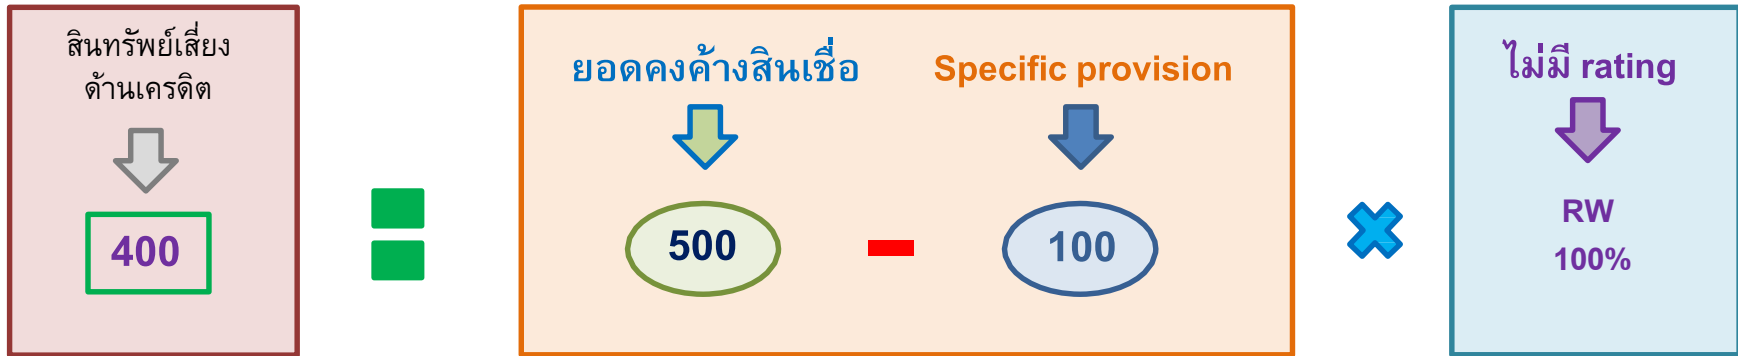 สินทรัพย์เสี่ยง
ด้านเครดิต
400
ยอดคงค้างสินเชื่อ
500
Specific provision
100
ไม่มี rating
RW
100%